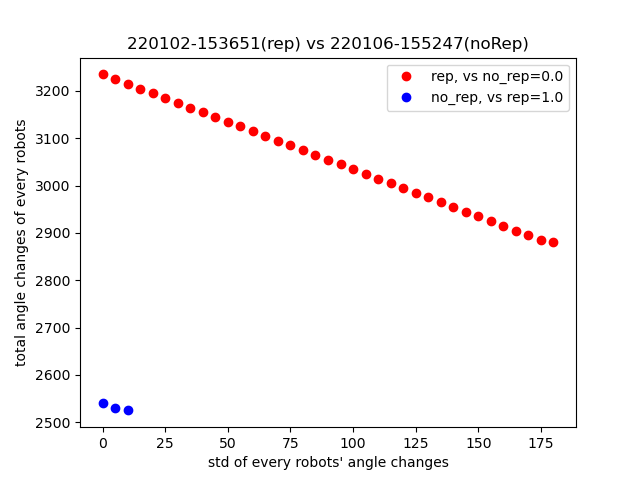 220102-153651(rep) vs 220106-155247(noRep)
rep, vs no_rep=0.0
no_rep, vs rep=1.0
total angle changes of every robots
3200
3100
3000
2900
2800
2700
2600
2500
0 25 50 75 100 125 150 175
std of every robots' angle changes